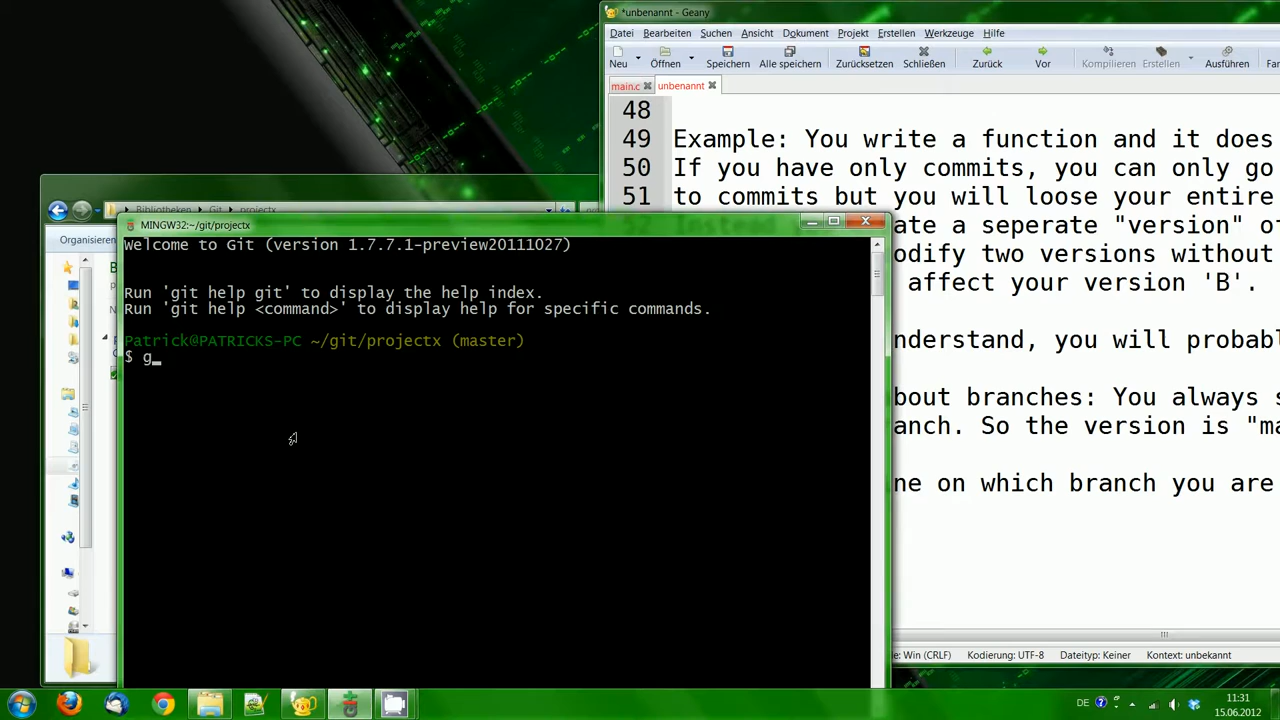 *unbenannt - Geany
Datei Bearbeiten Suchen Ansicht Dokument Projekt Erstellen Werkzeuge Hilfe
Neu Öffnen Speichern Alle speichern Zurücksetzen Schließen Zurück Vor Kompilieren Erstellen Ausführen
main.c unbenannt
48
49 Example: You write a function and it does
50 If you have only commits, you can only go
51 to commits but you will loose your entire
52 Instead
ate a seperate "version" of
odify two versions without
affect your version 'B'.
nderstand, you will probabl
bout branches: You always s
anch. So the version is "ma
ne on which branch you are
Win (CRLF) Kodierung: UTF-8 Dateityp: Keiner Kontext: unbekannt
Bibliotheken Git projectx
Organisieren
MINGW32:~/git/projectx
Welcome to Git (version 1.7.7.1-preview20111027)
Run 'git help git' to display the help index.
Run 'git help <command>' to display help for specific commands.
Patrick@PATRICKS-PC ~/git/projectx (master)
$ g_
DE
11:31
15.06.2012